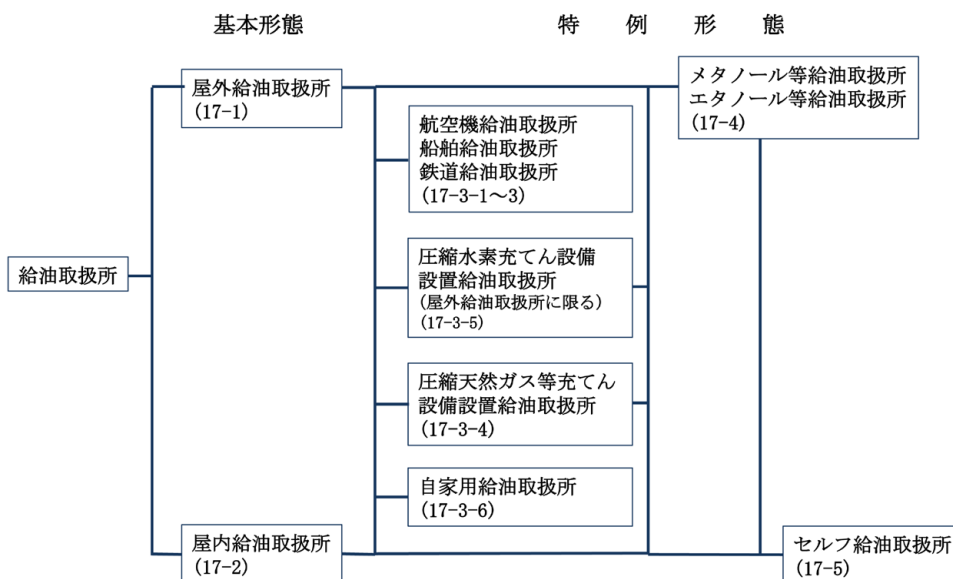 基本形態
特例形態
屋外給油取扱所
(17-1)
メタノール等給油取扱所
エタノール等給油取扱所
(17-4)
航空機給油取扱所
船舶給油取扱所
鉄道給油取扱所
(17-3-1～3)
給油取扱所
圧縮水素充てん設備
設置給油取扱所
(屋外給油取扱所に限る)
(17-3-5)
圧縮天然ガス等充てん
設備設置給油取扱所
(17-3-4)
自家用給油取扱所
(17-3-6)
屋内給油取扱所
(17-2)
セルフ給油取扱所
(17-5)